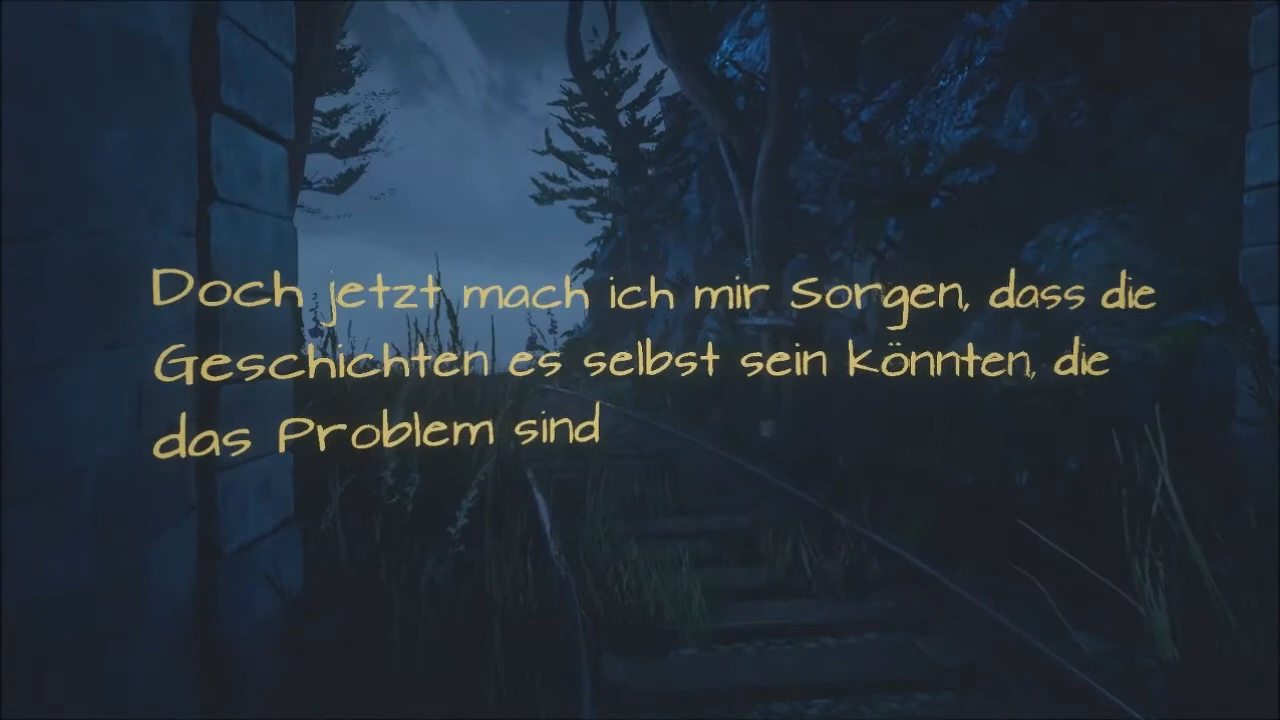 Doch jetzt mach ich mir Sorgen, dass die
Geschichten es selbst sein könnten, die
das Problem sind